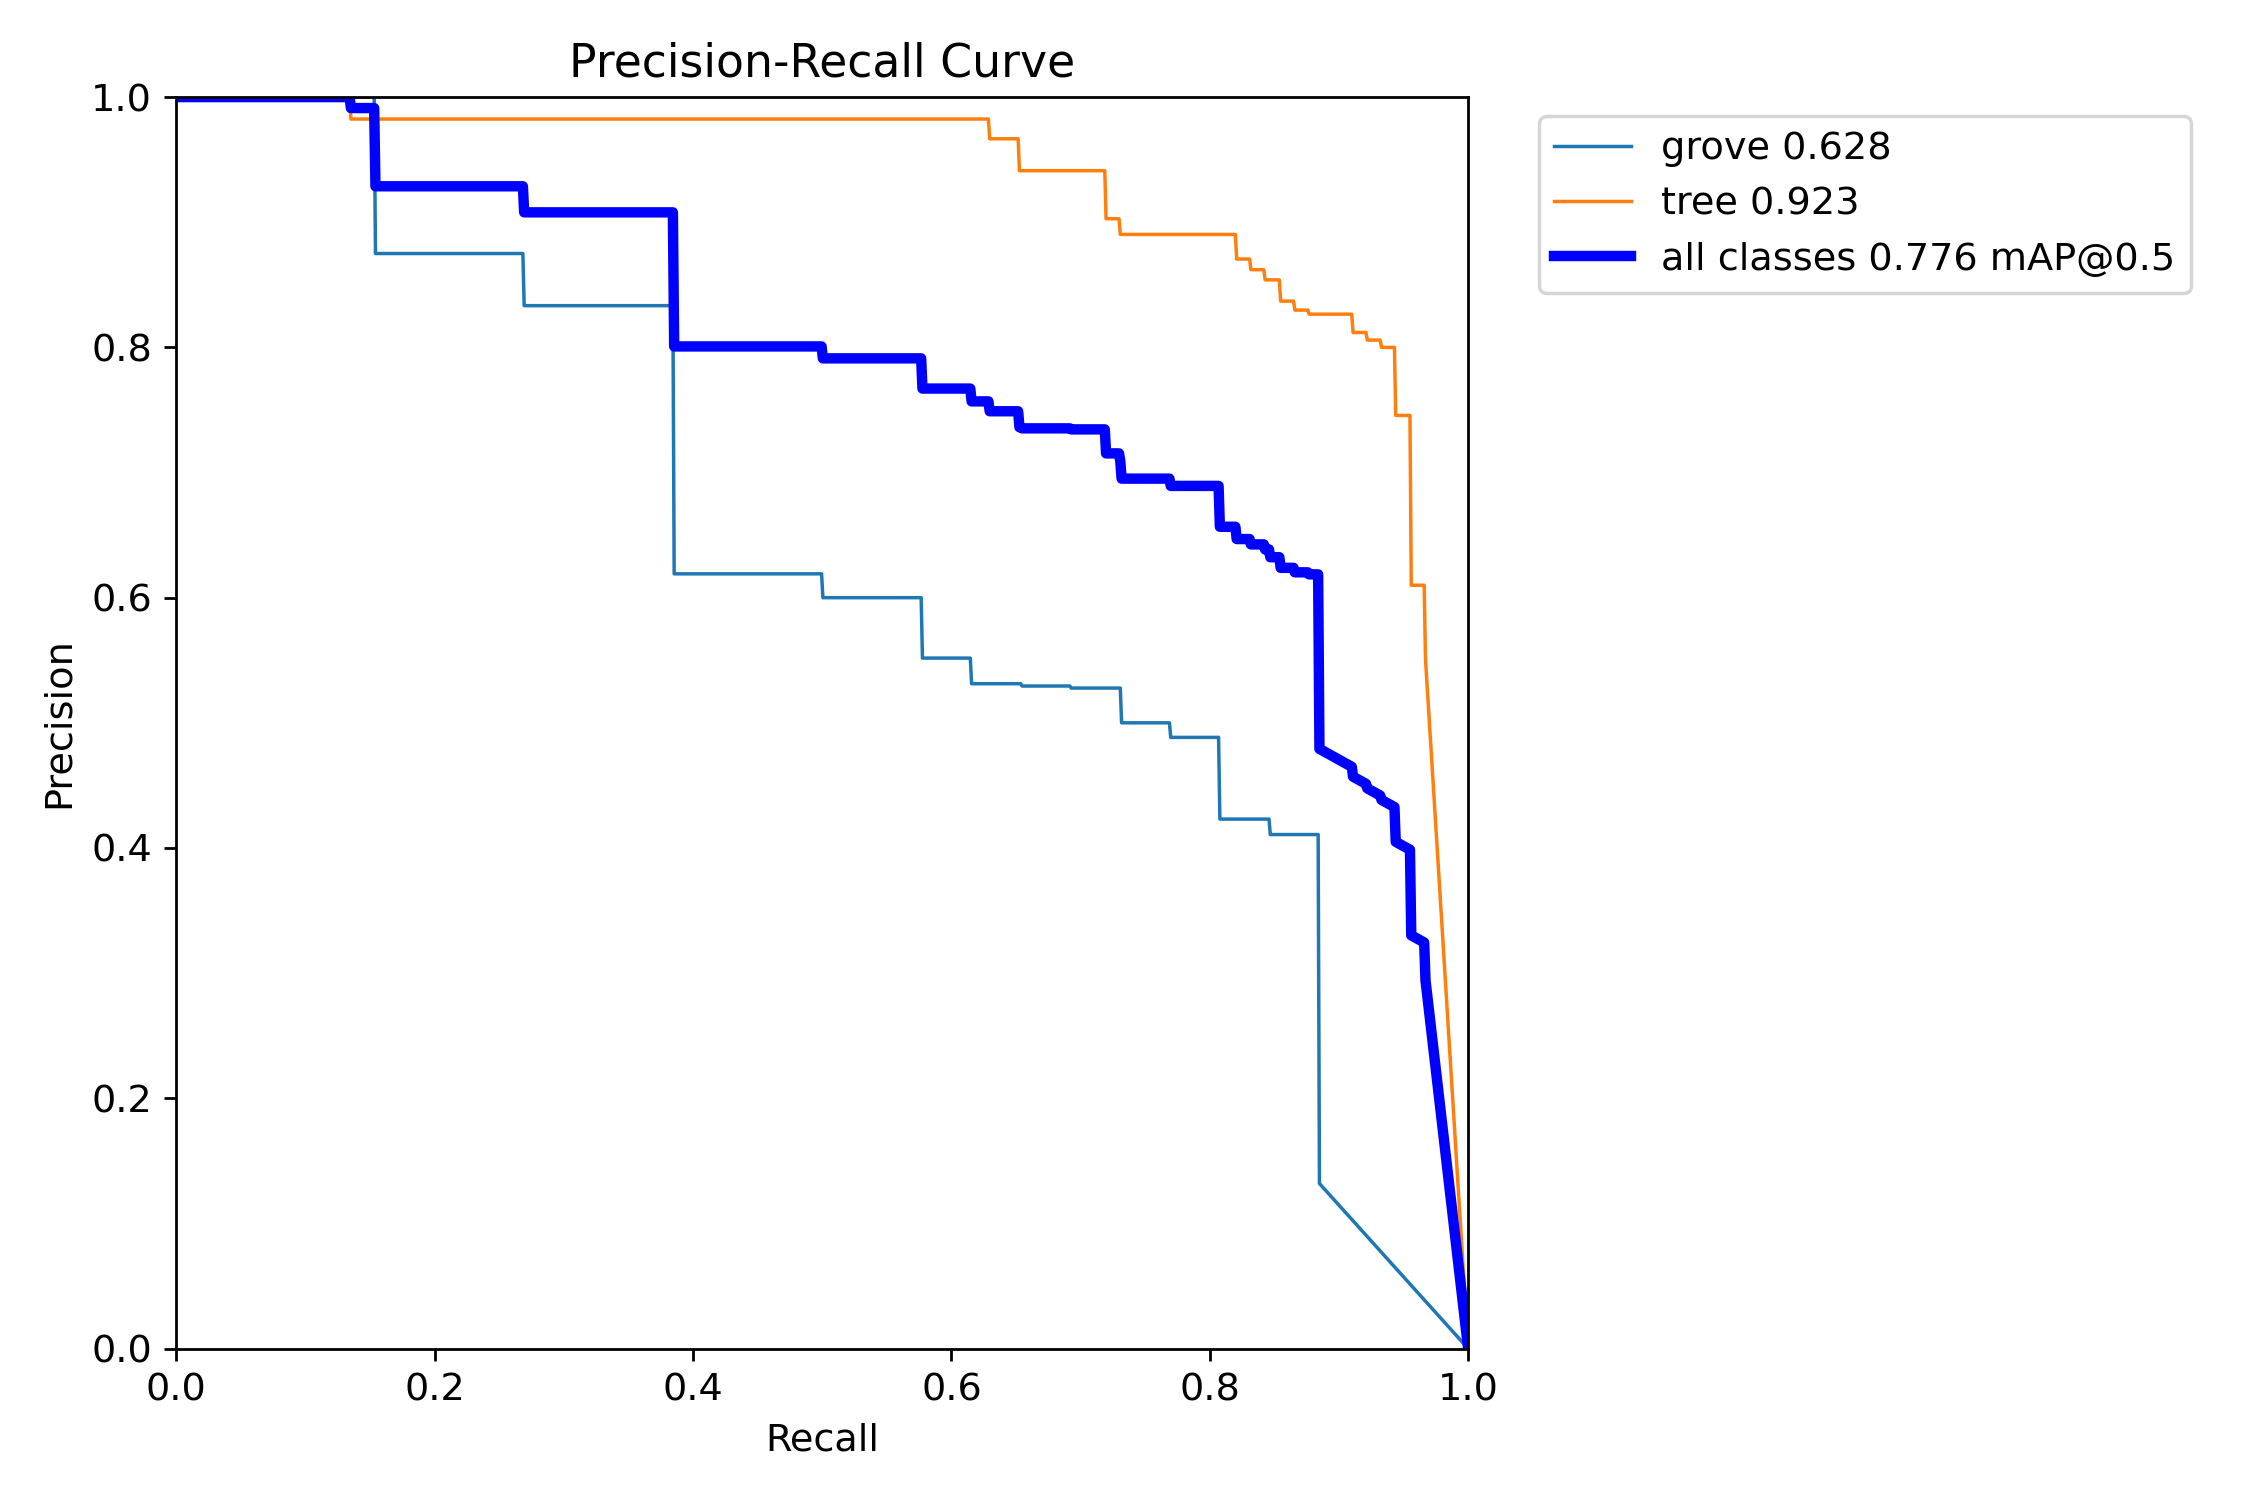 Precision-Recall Curve
grove 0.628
tree 0.923
all classes 0.776 mAP@0.5
Precision
1.0
0.8
0.6
0.4
0.2
0.0
0.0 0.2 0.4 0.6 0.8 1.0
Recall